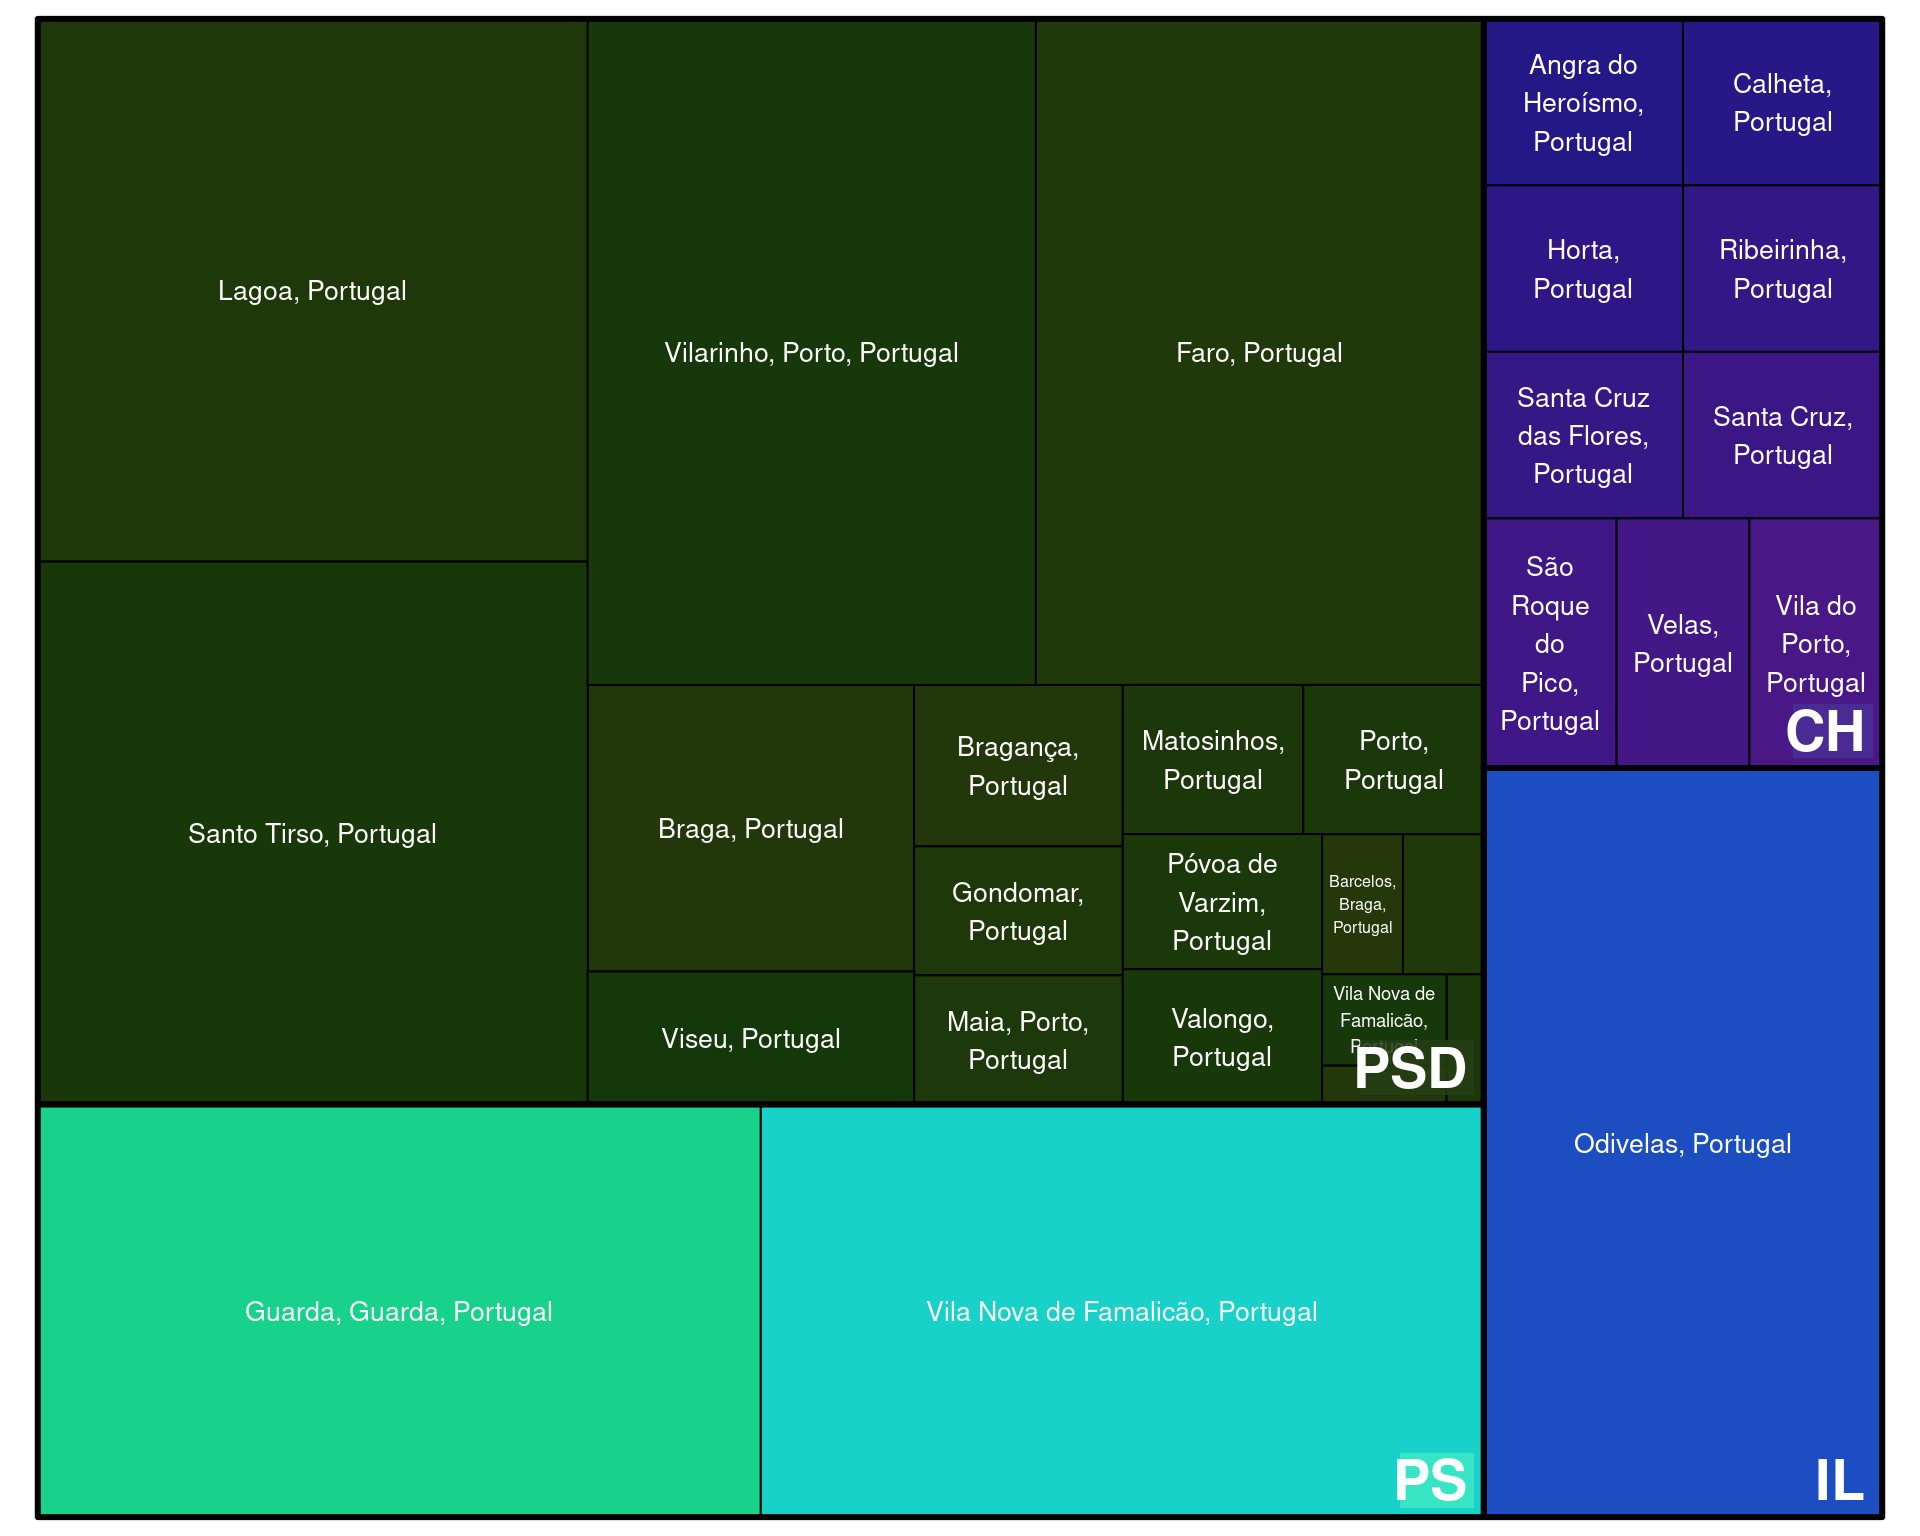 Lagoa, Portugal
Vilarinho, Porto, Portugal
Faro, Portugal
Santo Tirso, Portugal
Braga, Portugal
Viseu, Portugal
Bragança,
Portugal
Gondomar,
Portugal
Maia, Porto,
Portugal
Matosinhos,
Portugal
Porto,
Portugal
Póvoa de
Varzim,
Portugal
Valongo,
Portugal
Barcelos,
Braga,
Portugal
Vila Nova de
Famalicão,
Portugal
PSD
Guarda, Guarda, Portugal
Vila Nova de Famalicão, Portugal
PS
Angra do
Heroísmo,
Portugal
Calheta,
Portugal
Horta,
Portugal
Ribeirinha,
Portugal
Santa Cruz
das Flores,
Portugal
Santa Cruz,
Portugal
São
Roque
do
Pico,
Portugal
Velas,
Portugal
Vila do
Porto,
Portugal
CH
Odivelas, Portugal
IL